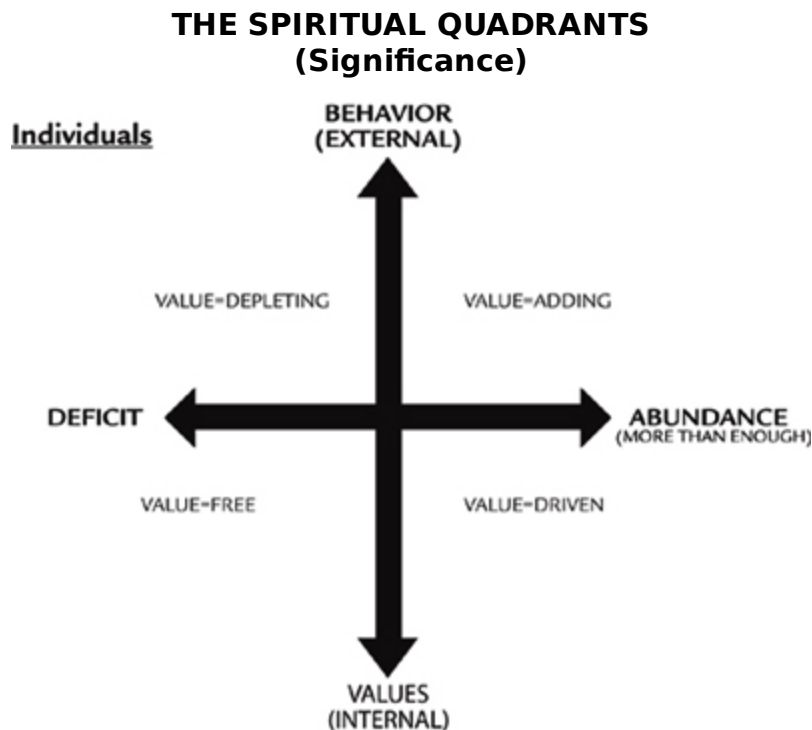 THE SPIRITUAL QUADRANTS
(Significance)
Individuals
BEHAVIOR
(EXTERNAL)
VALUE=DEPLETING
VALUE=ADDING
DEFICIT
ABUNDANCE
(MORE THAN ENOUGH)
VALUE=FREE
VALUE=DRIVEN
VALUES
(INTERNAL)